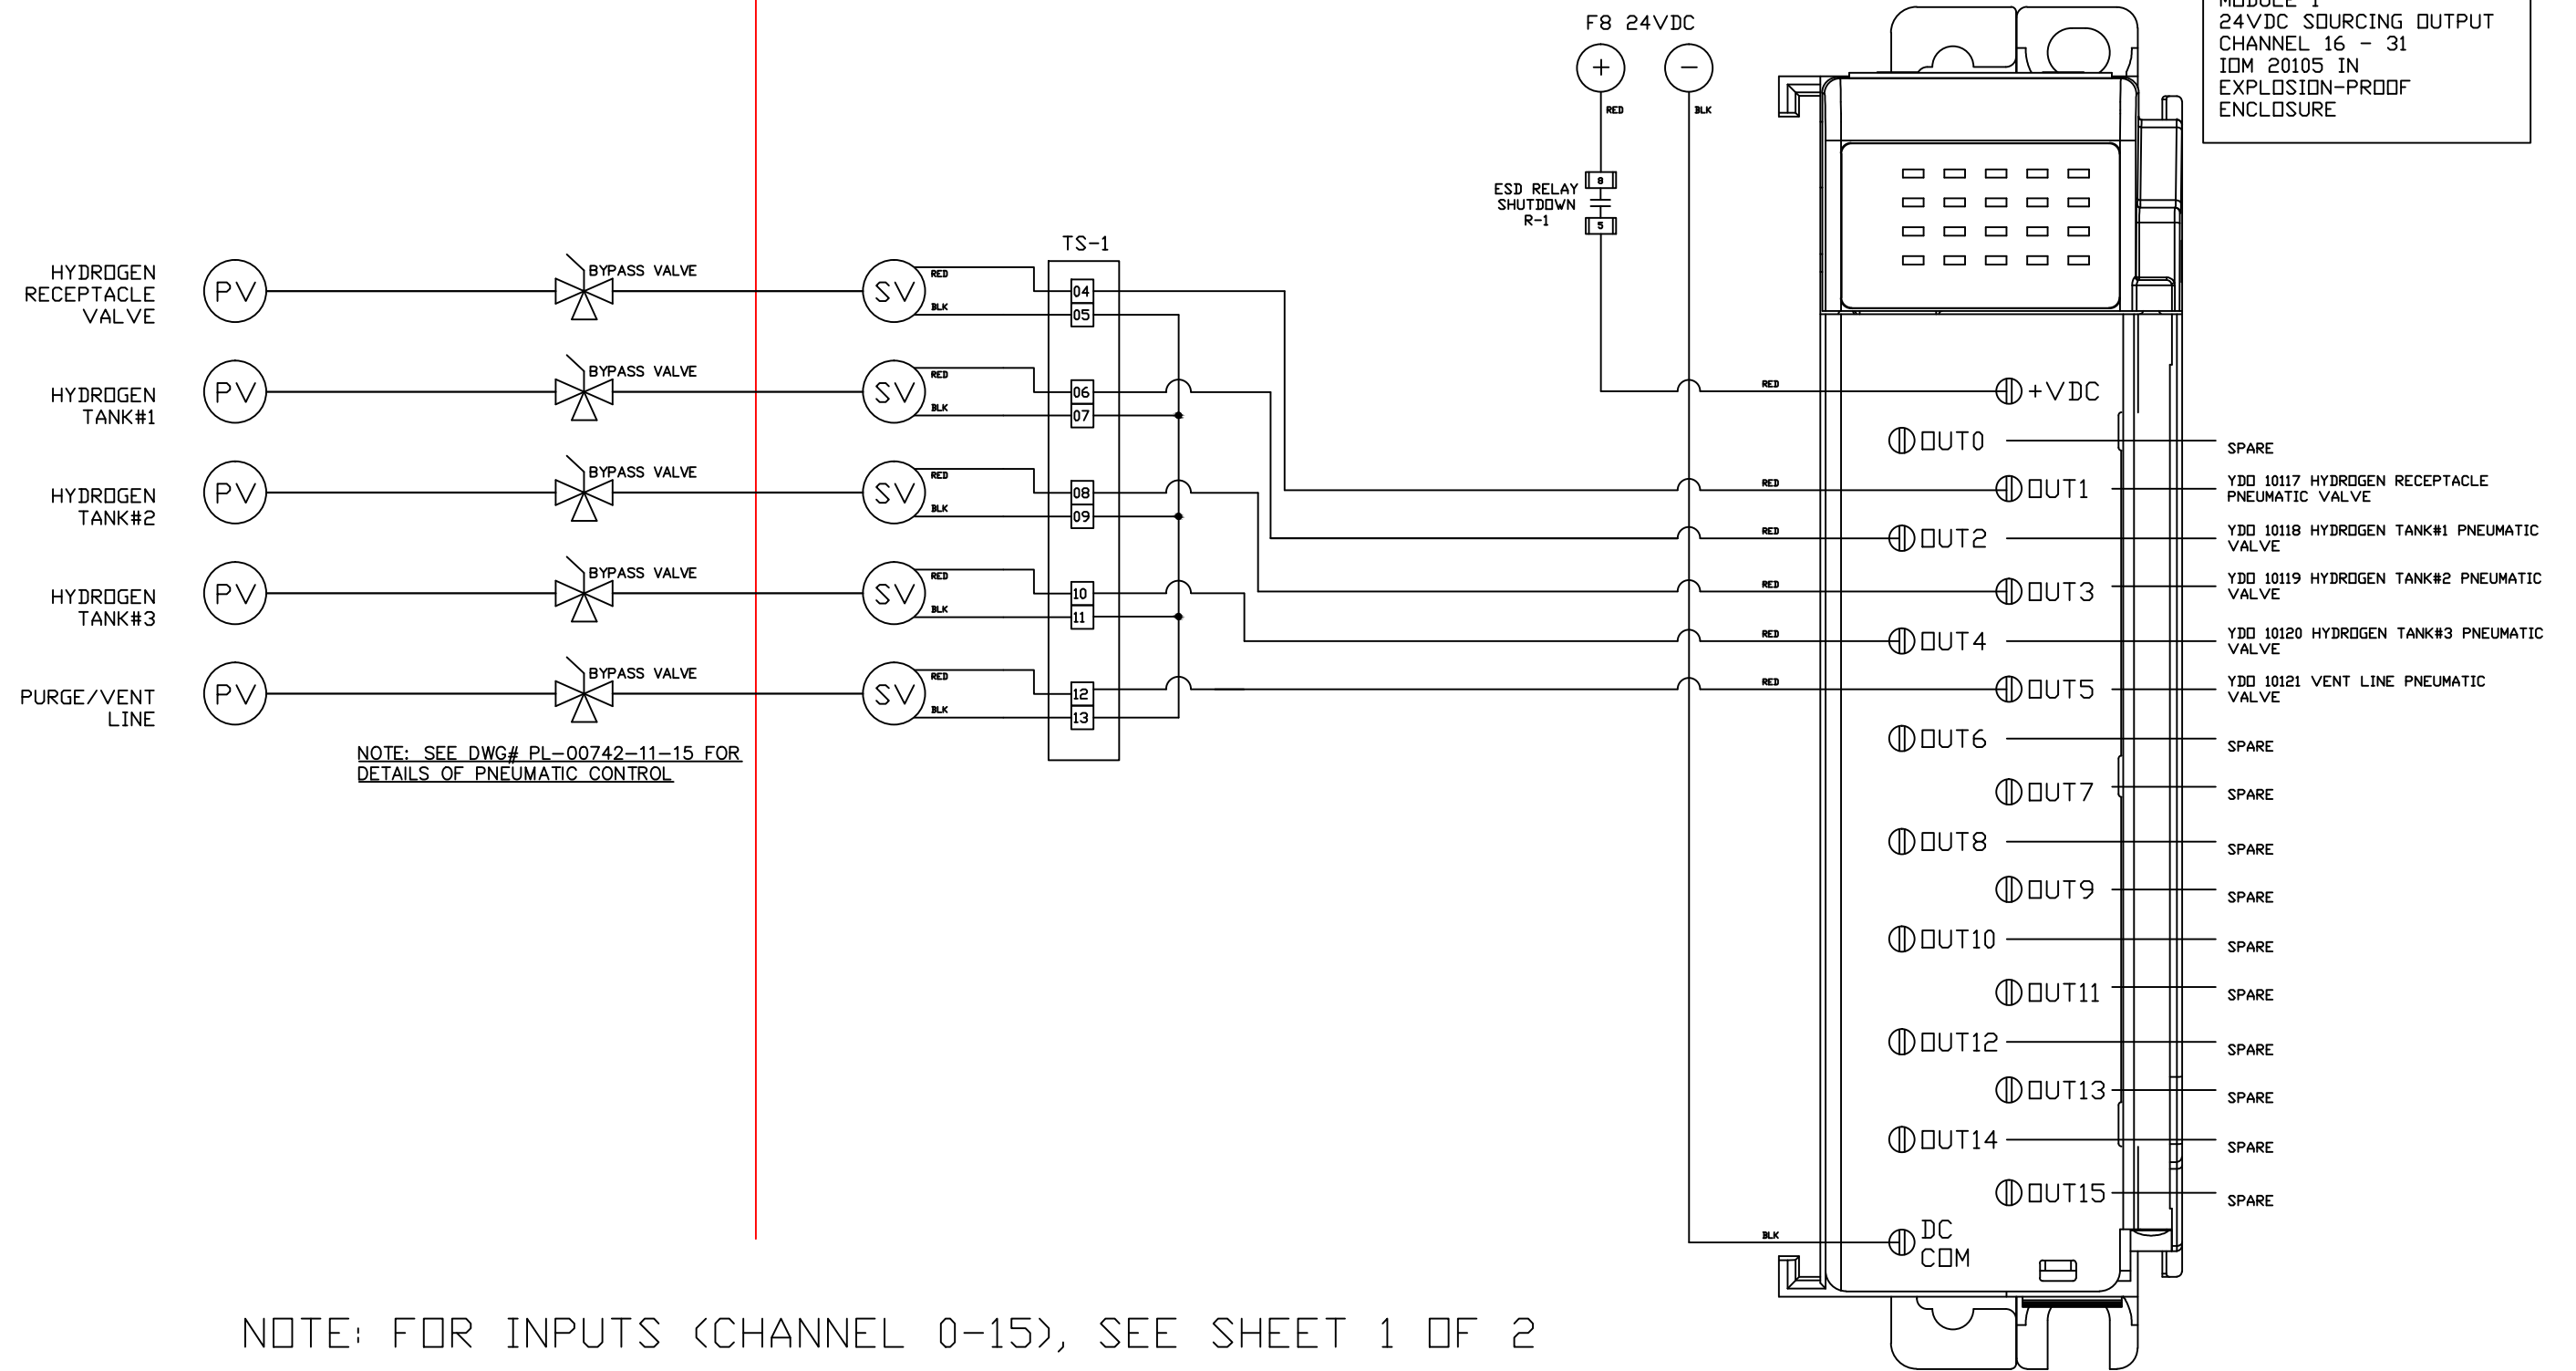 F8 24VDC
+
-
RED
BLK
MODULE 1
24VDC SOURCING OUTPUT
CHANNEL 16 - 31
IOM 20105 IN
EXPLOSION-PROOF
ENCLOSURE
ESD RELAY
SHUTDOWN
R-1
8
5
TS-1
HYDROGEN
RECEPTACLE
VALVE
PV
BYPASS VALVE
SV
RED
BLK
04
05
HYDROGEN
TANK#1
PV
BYPASS VALVE
SV
RED
BLK
06
07
HYDROGEN
TANK#2
PV
BYPASS VALVE
SV
RED
BLK
08
09
HYDROGEN
TANK#3
PV
BYPASS VALVE
SV
RED
BLK
10
11
PURGE/VENT
LINE
PV
BYPASS VALVE
SV
RED
BLK
12
13
NOTE: SEE DWG# PL-00742-11-15 FOR
DETAILS OF PNEUMATIC CONTROL
RED
+VDC
OUT0
SPARE
RED
OUT1
YDO 10117 HYDROGEN RECEPTACLE
PNEUMATIC VALVE
RED
OUT2
YDO 10118 HYDROGEN TANK#1 PNEUMATIC
VALVE
RED
OUT3
YDO 10119 HYDROGEN TANK#2 PNEUMATIC
VALVE
RED
OUT4
YDO 10120 HYDROGEN TANK#3 PNEUMATIC
VALVE
RED
OUT5
YDO 10121 VENT LINE PNEUMATIC
VALVE
OUT6
SPARE
OUT7
SPARE
OUT8
SPARE
OUT9
SPARE
OUT10
SPARE
OUT11
SPARE
OUT12
SPARE
OUT13
SPARE
OUT14
SPARE
OUT15
SPARE
BLK
DC
COM
NOTE: FOR INPUTS (CHANNEL 0-15), SEE SHEET 1 OF 2